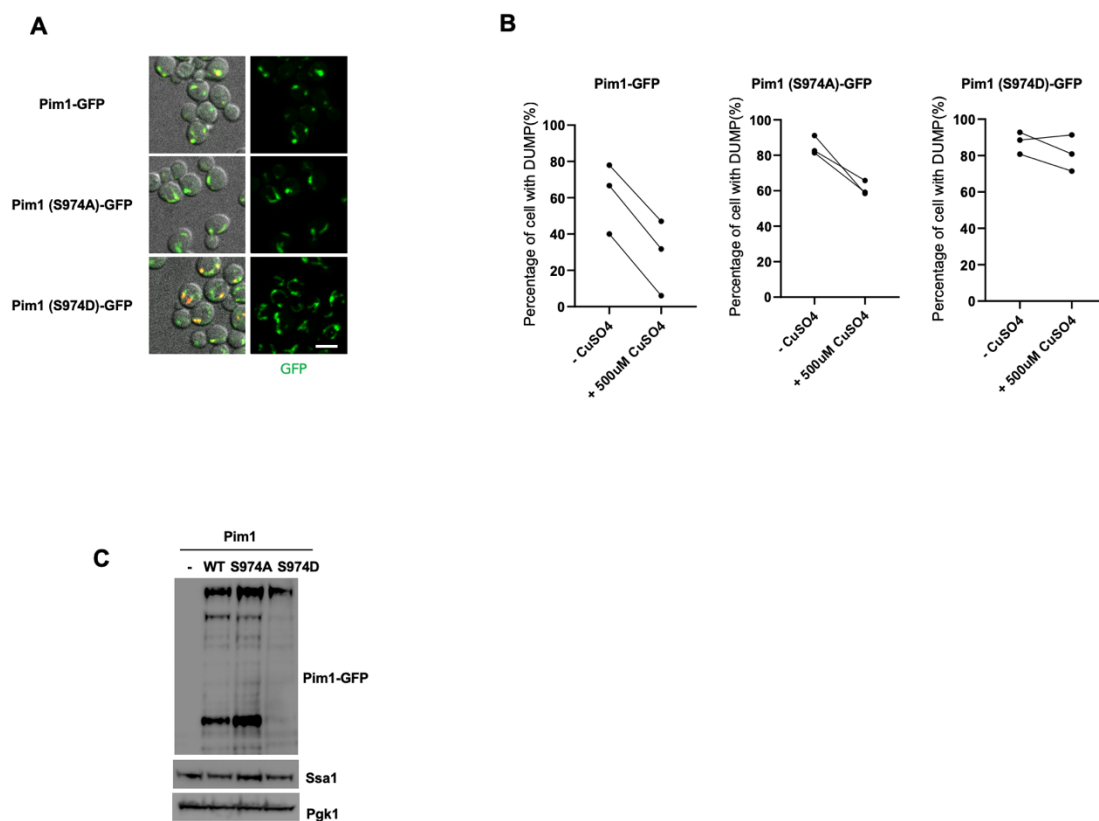 A
Pim1-GFP
Pim1 (S974A)-GFP
Pim1 (S974D)-GFP
GFP
B
Pim1-GFP
Percentage of cell with DUMP(%)
100
80
60
40
20
0
- CuSO4
+ 500uM CuSO4
Pim1 (S974A)-GFP
Percentage of cell with DUMP(%)
100
80
60
40
20
0
- CuSO4
+ 500uM CuSO4
Pim1 (S974D)-GFP
Percentage of cell with DUMP(%)
100
80
60
40
20
0
- CuSO4
+ 500uM CuSO4
C
Pim1
- WT S974A S974D
Pim1-GFP
Ssa1
Pgk1